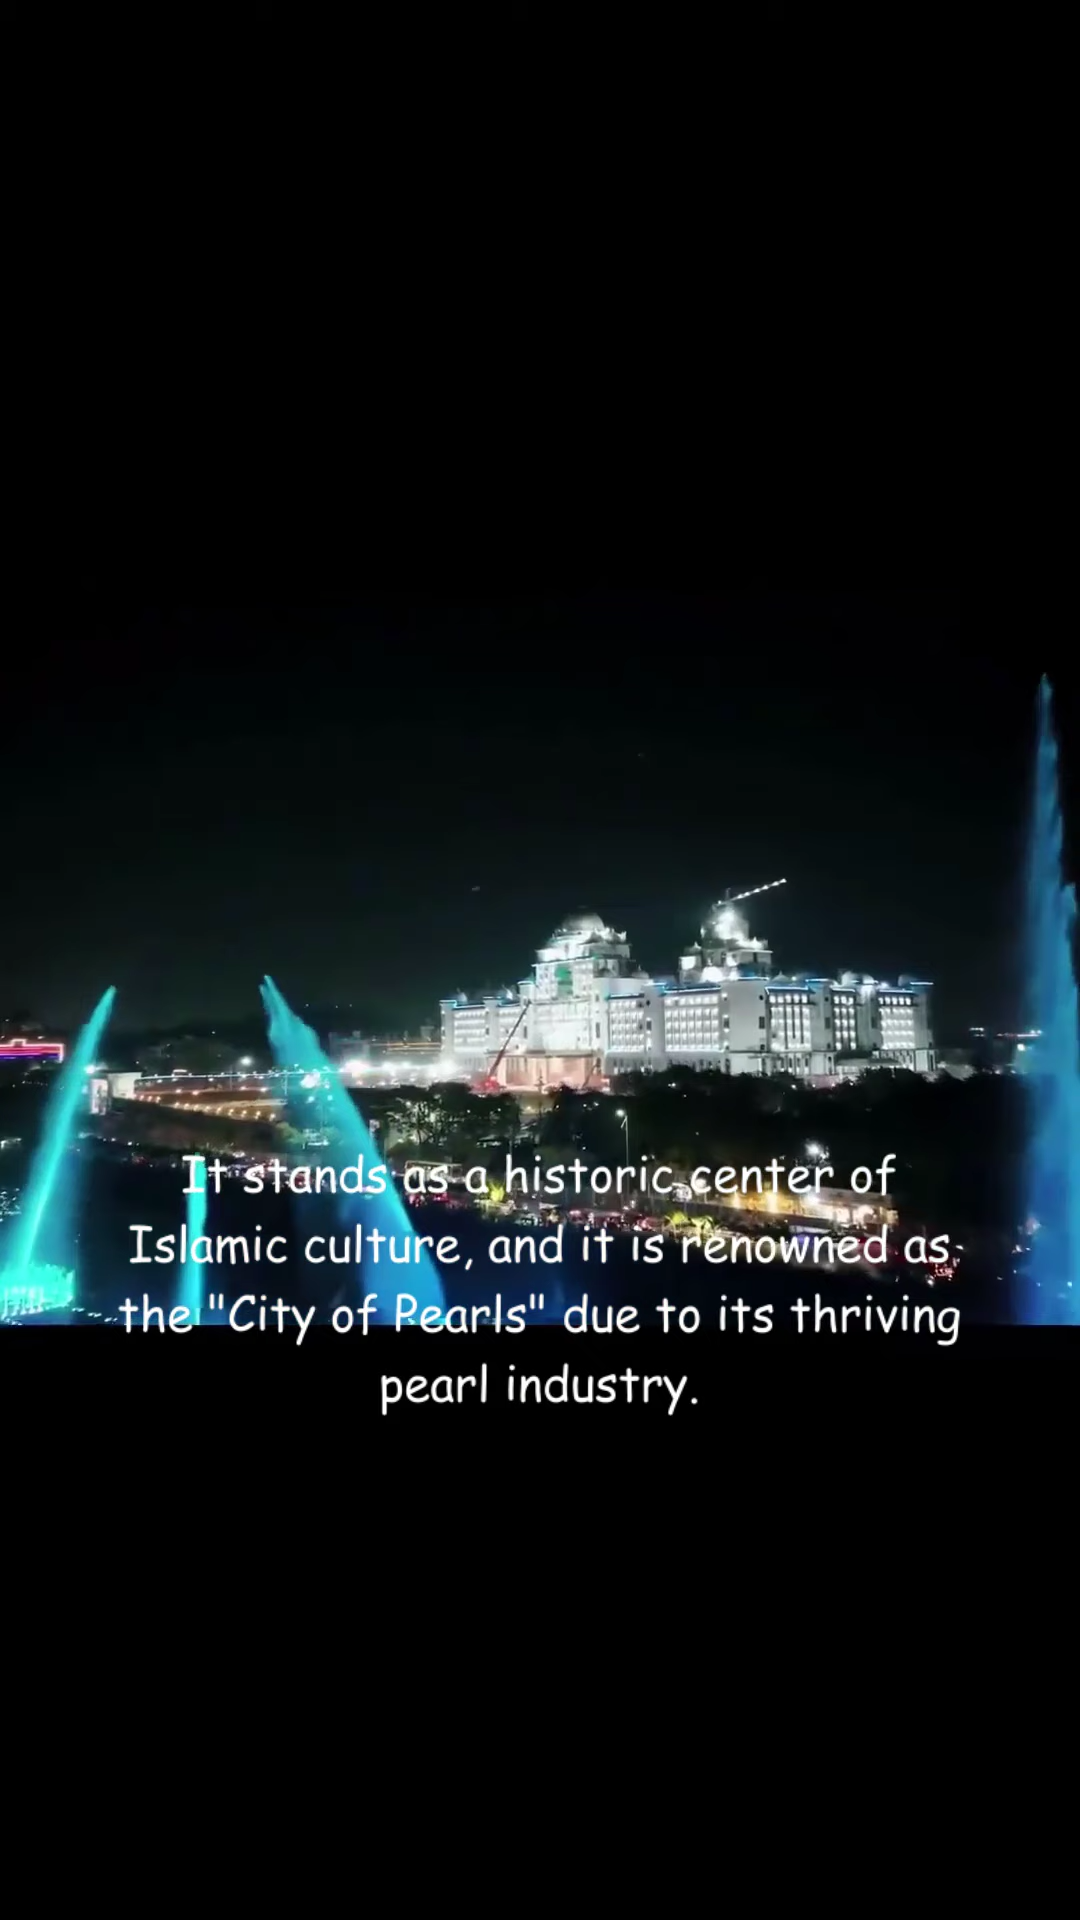 It stands as a historic center of
Islamic culture, and it is renowned as
the "City of Pearls" due to its thriving
pearl industry.